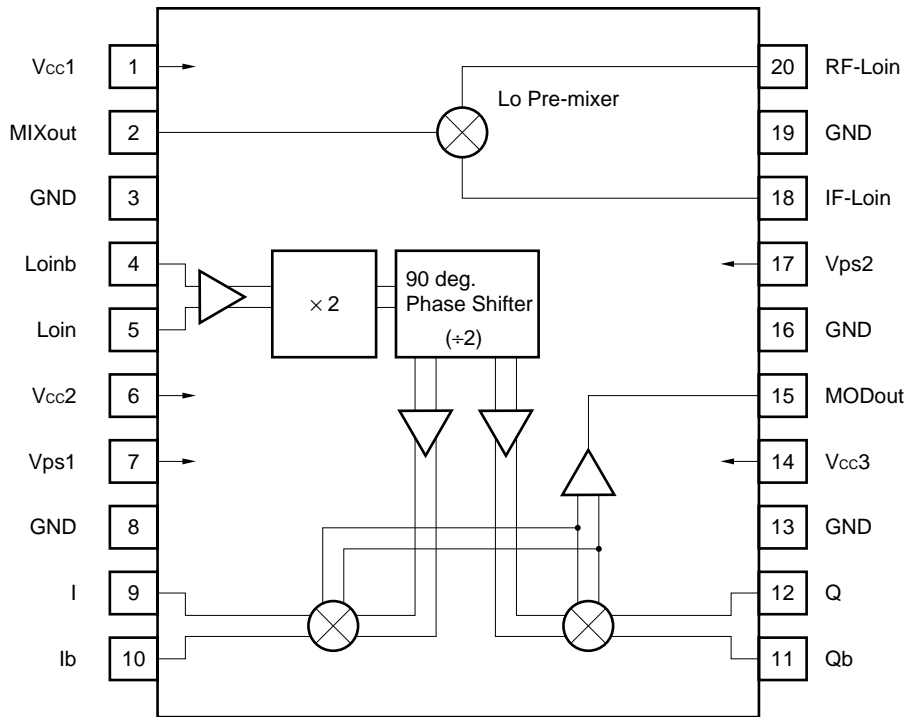 Vcc1 1
MIXout 2
GND 3
Loinb 4
Loin 5
Vcc2 6
Vps1 7
GND 8
I 9
Ib 10
Lo Pre-mixer
× 2
90 deg.
Phase Shifter
(÷2)
20 RF-Loin
19 GND
18 IF-Loin
17 Vps2
16 GND
15 MODout
14 Vcc3
13 GND
12 Q
11 Qb